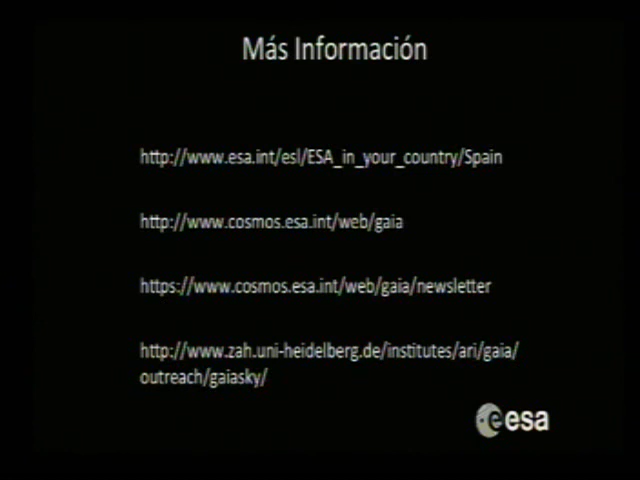 Más Información
http://www.esa.int/esl/ESA_in_your_country/Spain
http://www.cosmos.esa.int/web/gaia
https://www.cosmos.esa.int/web/gaia/newsletter
http://www.zah.uni-heidelberg.de/institutes/ari/gaia/
outreach/gaiasky/
esa